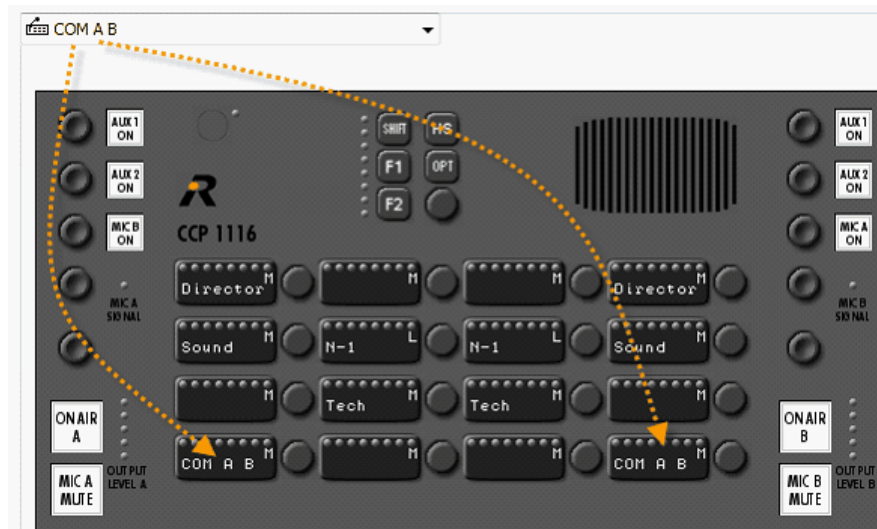 COM A B
AUX 1
ON
SHIFT HS
AUX 1
ON
AUX 2
ON
F1 OPT
AUX 2
ON
R
F2
MIC B
ON
CCP 1116
MIC A
ON
Director M
M
M
Director M
MIC A
SIGNAL
MIC B
SIGNAL
Sound M
N-1 L
N-1 L
Sound M
M
Tech M
Tech M
M
ON AIR
A
ON AIR
B
COM A B M
M
M
COM A B M
MIC A
MUTE
OUTPUT
LEVEL A
MIC B
MUTE
OUTPUT
LEVEL B